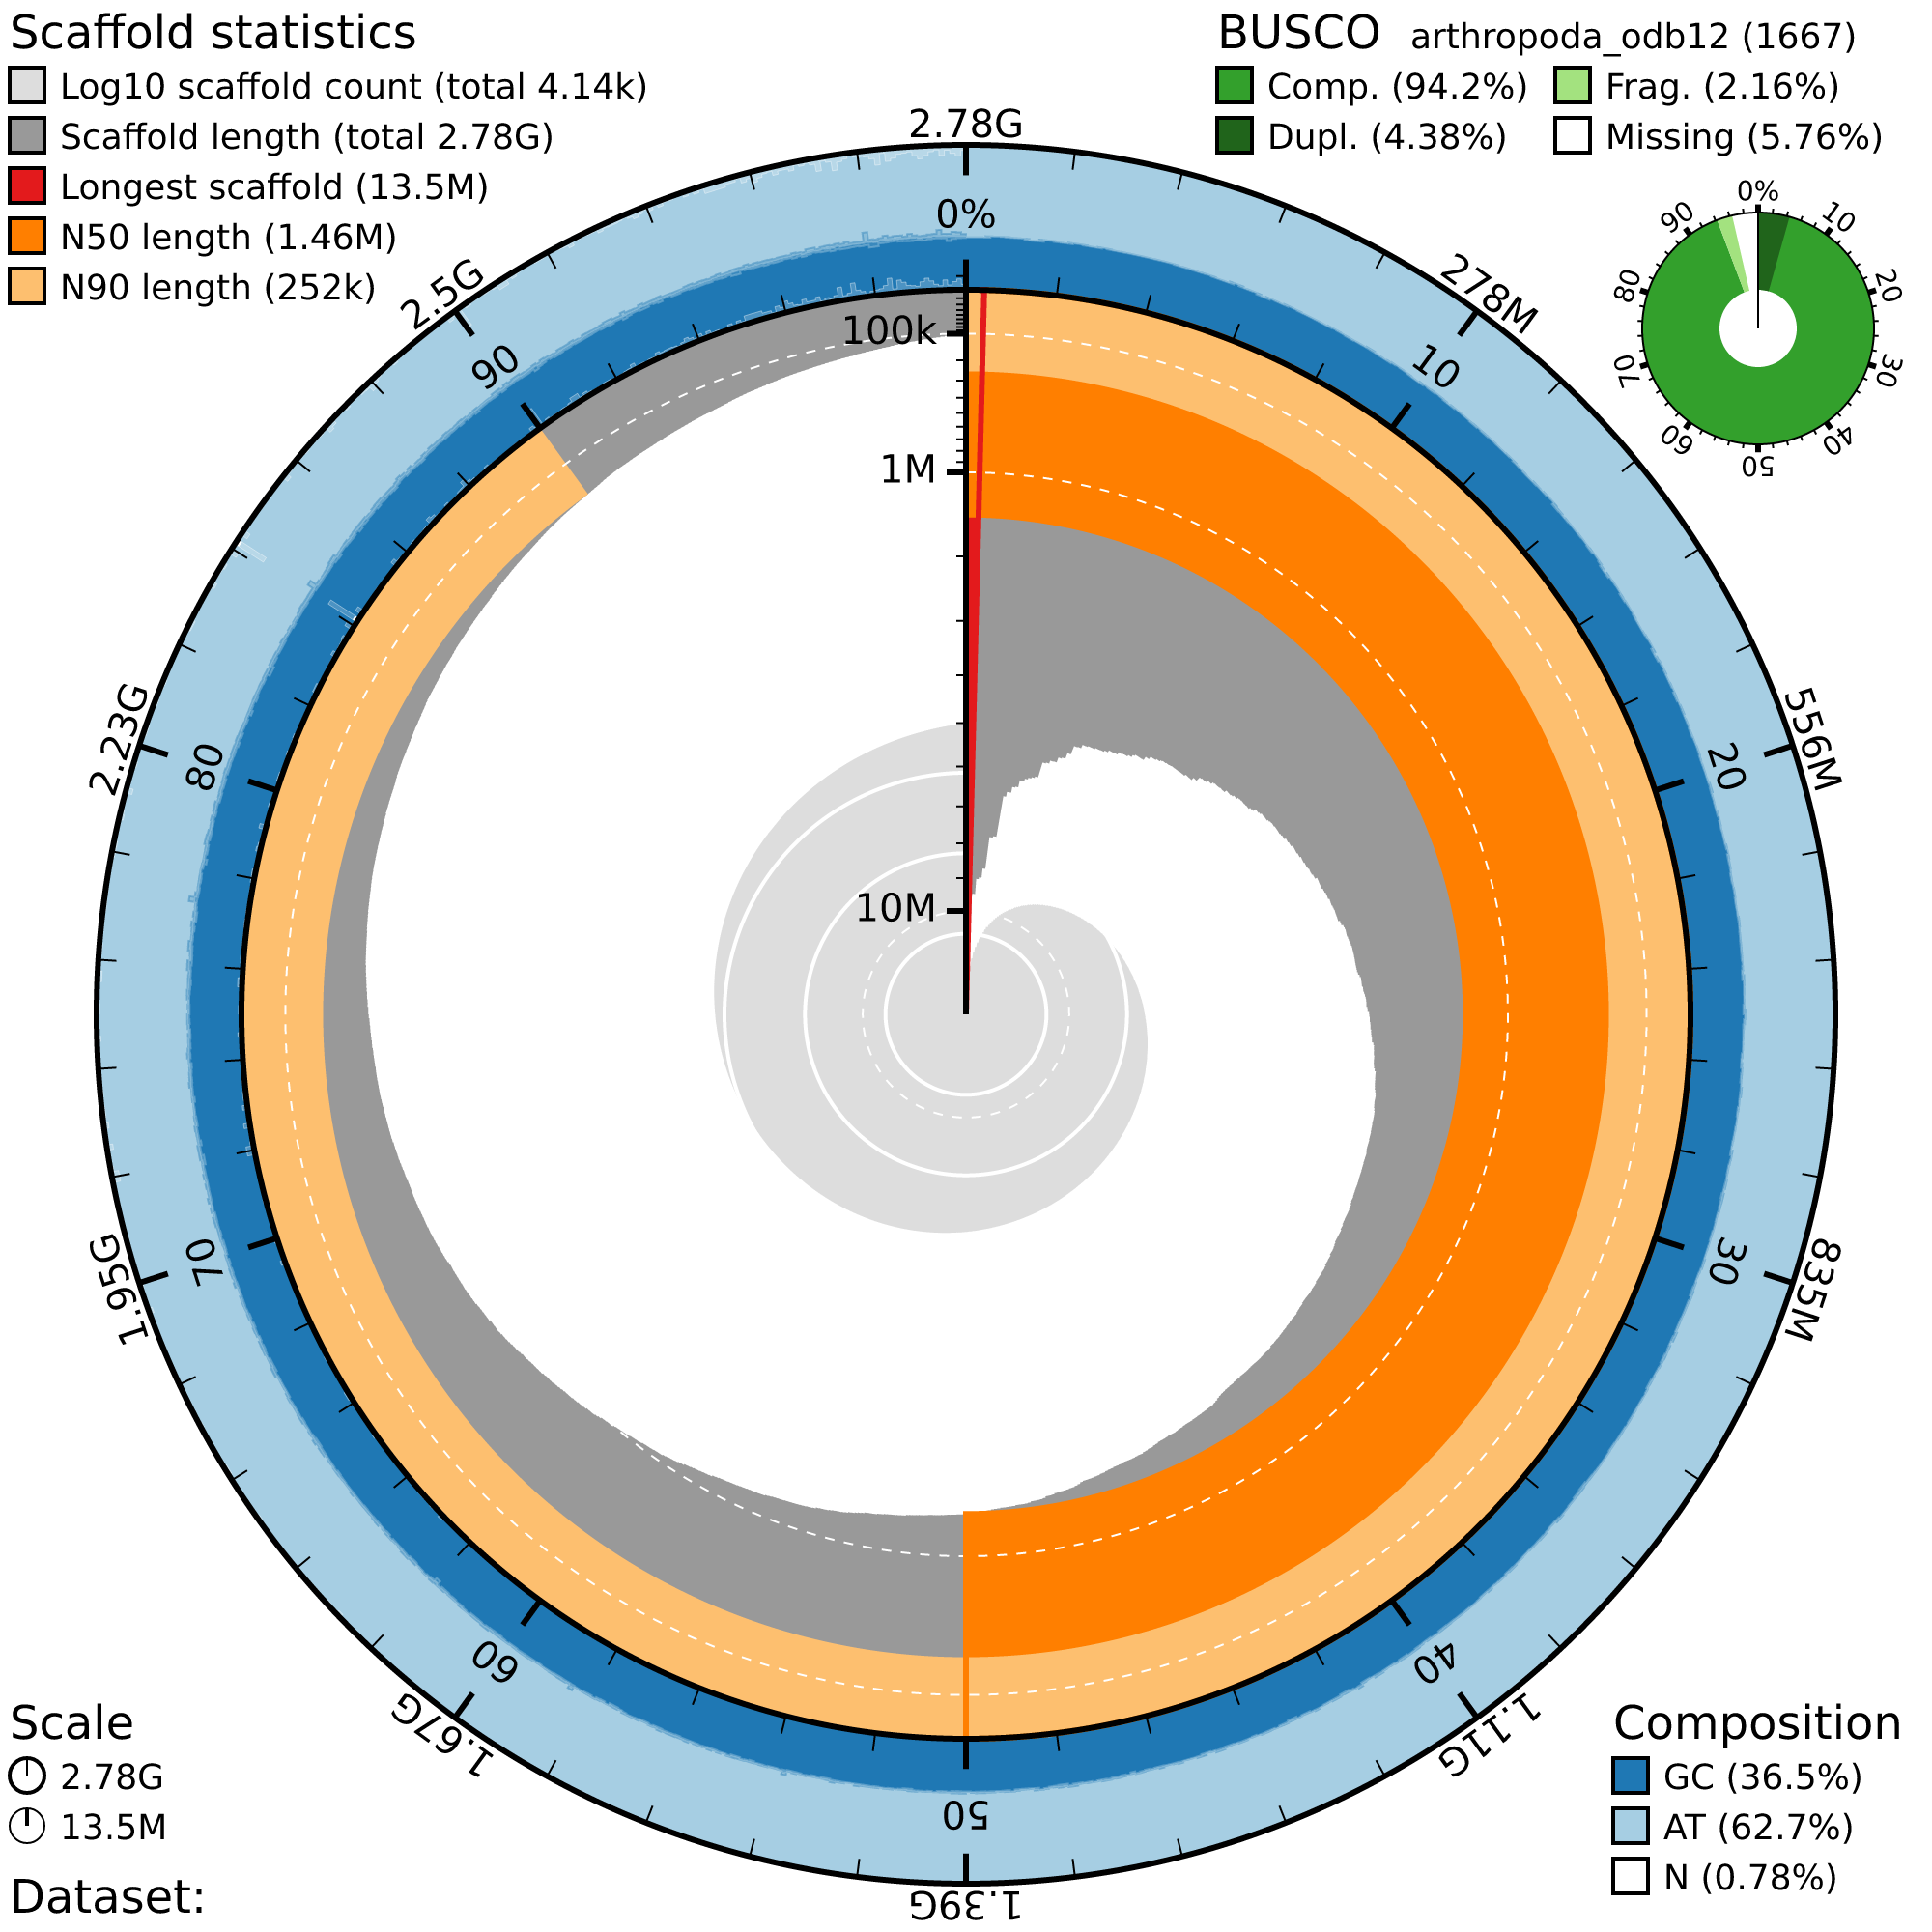 Scaffold statistics
Log10 scaffold count (total 4.14k)
Scaffold length (total 2.78G)
Longest scaffold (13.5M)
N50 length (1.46M)
N90 length (252k)
BUSCO arthropoda_odb12 (1667)
Comp. (94.2%) Frag. (2.16%)
Dupl. (4.38%) Missing (5.76%)
0%
10
20
30
40
50
60
70
80
90
2.78G
278M
556M
835M
1.11G
1.39G
1.67G
1.95G
2.23G
2.5G
0%
10
20
30
40
50
60
70
80
90
100k
1M
10M
Scale
2.78G
13.5M
Dataset:
Composition
GC (36.5%)
AT (62.7%)
N (0.78%)